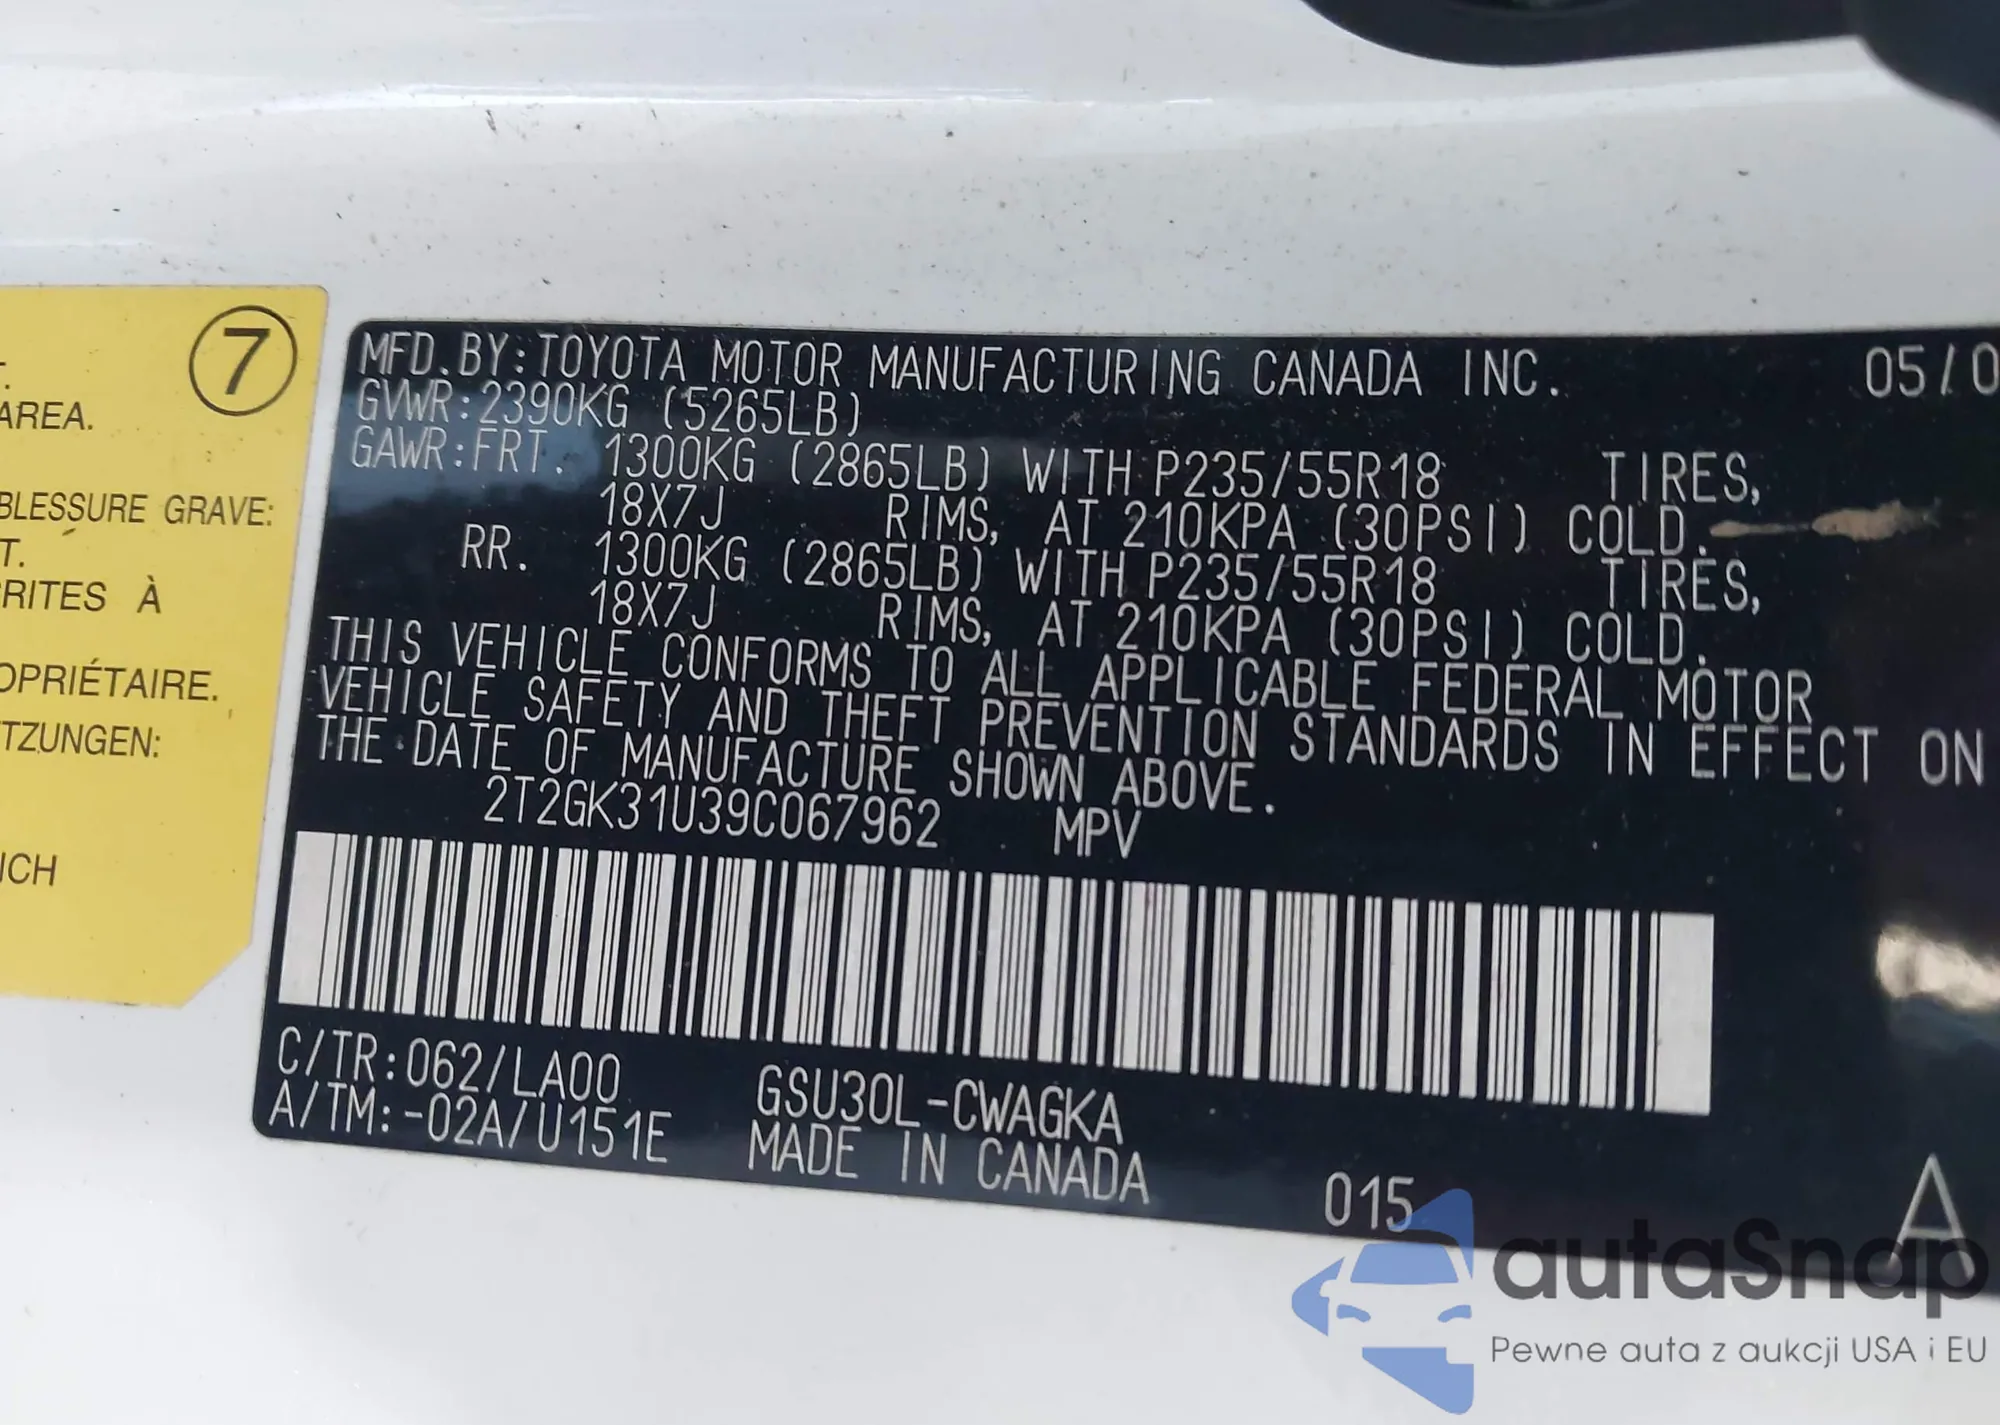 7
AREA.
BLESSURE GRAVE:
T.
RITES À
OPRIÉTAIRE.
TZUNGEN:
ICH
MFD.BY:TOYOTA MOTOR MANUFACTURING CANADA INC. 05/0
GVWR:2390KG (5265LB)
GAWR:FRT. 1300KG (2865LB) WITH P235/55R18 TIRES,
18X7J RIMS, AT 210KPA (30PSI) COLD.
RR. 1300KG (2865LB) WITH P235/55R18 TIRES,
18X7J RIMS, AT 210KPA (30PSI) COLD.
THIS VEHICLE CONFORMS TO ALL APPLICABLE FEDERAL MOTOR
VEHICLE SAFETY AND THEFT PREVENTION STANDARDS IN EFFECT ON
THE DATE OF MANUFACTURE SHOWN ABOVE.
2T2GK31U39C067962 MPV
C/TR:062/LA00 GSU30L-CWAGKA
A/TM:-02A/U151E MADE IN CANADA
015 A
autaSnap
Pewne auta z aukcji USA i EU